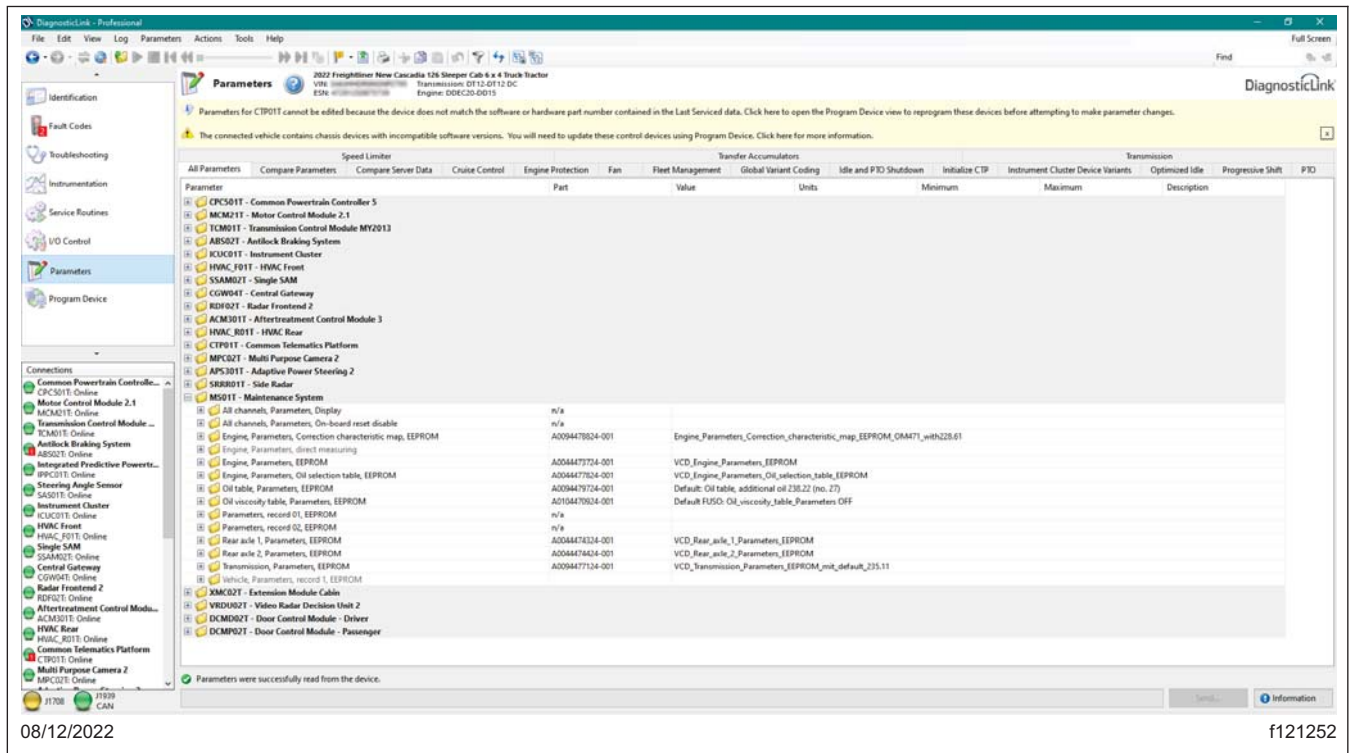 DiagnosticLink - Professional
File Edit View Log Parameters Actions Tools Help Full Screen
Find
Parameters
2022 Freightliner New Cascadia 126 Sleeper Cab 6 x 4 Truck Tractor
VIN: Transmission: DT12-DT12 DC
ESN: Engine: DDEC20-DD15
DiagnosticLink
Parameters for CTP01T cannot be edited because the device does not match the software or hardware part number contained in the Last Serviced data. Click here to open the Program Device view to reprogram these devices before attempting to make parameter changes.
The connected vehicle contains chassis devices with incompatible software versions. You will need to update these control devices using Program Device. Click here for more information.
Identification
Fault Codes
Troubleshooting
Instrumentation
Service Routines
I/O Control
Parameters
Program Device
Speed Limiter Transfer Accumulators Transmission
All Parameters Compare Parameters Compare Server Data Cruise Control Engine Protection Fan Fleet Management Global Variant Coding Idle and PTO Shutdown Initialize CTP Instrument Cluster Device Variants Optimized Idle Progressive Shift PTO
Parameter Part Value Units Minimum Maximum Description
CPC501T - Common Powertrain Controller 5
MCM21T - Motor Control Module 2.1
TCM01T - Transmission Control Module MY2013
ABS02T - Antilock Braking System
ICUC01T - Instrument Cluster
HVAC_F01T - HVAC Front
SSAM02T - Single SAM
CGW04T - Central Gateway
RDF02T - Radar Frontend 2
ACM301T - Aftertreatment Control Module 3
HVAC_R01T - HVAC Rear
CTP01T - Common Telematics Platform
MPC02T - Multi Purpose Camera 2
APS301T - Adaptive Power Steering 2
SRRR01T - Side Radar
MS01T - Maintenance System
All channels, Parameters, Display n/a
All channels, Parameters, On-board reset disable n/a
Engine, Parameters, Correction characteristic map, EEPROM A0094478824-001 Engine_Parameters_Correction_characteristic_map_EEPROM_OM471_with228.61
Engine, Parameters, direct measuring
Engine, Parameters, EEPROM A0044473724-001 VCD_Engine_Parameters_EEPROM
Engine, Parameters, Oil selection table, EEPROM A0044477824-001 VCD_Engine_Parameters_Oil_selection_table_EEPROM
Oil table, Parameters, EEPROM A0094479724-001 Default: Oil table, additional oil 238.22 (no. 27)
Oil viscosity table, Parameters, EEPROM A0104470924-001 Default FUSO: Oil_viscosity_table_Parameters OFF
Parameters, record 01, EEPROM n/a
Parameters, record 02, EEPROM n/a
Rear axle 1, Parameters, EEPROM A0044474324-001 VCD_Rear_axle_1_Parameters_EEPROM
Rear axle 2, Parameters, EEPROM A0044474424-001 VCD_Rear_axle_2_Parameters_EEPROM
Transmission, Parameters, EEPROM A0094477124-001 VCD_Transmission_Parameters_EEPROM_mit_default_235.11
Vehicle, Parameters, record 1, EEPROM
XMC02T - Extension Module Cabin
VRDU02T - Video Radar Decision Unit 2
DCMD02T - Door Control Module - Driver
DCMP02T - Door Control Module - Passenger
Connections
Common Powertrain Controlle...
CPC501T: Online
Motor Control Module 2.1
MCM21T: Online
Transmission Control Module ...
TCM01T: Online
Antilock Braking System
ABS02T: Online
Integrated Predictive Powertr...
IPPC01T: Online
Steering Angle Sensor
SAS01T: Online
Instrument Cluster
ICUC01T: Online
HVAC Front
HVAC_F01T: Online
Single SAM
SSAM02T: Online
Central Gateway
CGW04T: Online
Radar Frontend 2
RDF02T: Online
Aftertreatment Control Modu...
ACM301T: Online
HVAC Rear
HVAC_R01T: Online
Common Telematics Platform
CTP01T: Online
Multi Purpose Camera 2
MPC02T: Online
Parameters were successfully read from the device.
J1708 J1939 CAN
Send... Information
08/12/2022 f121252